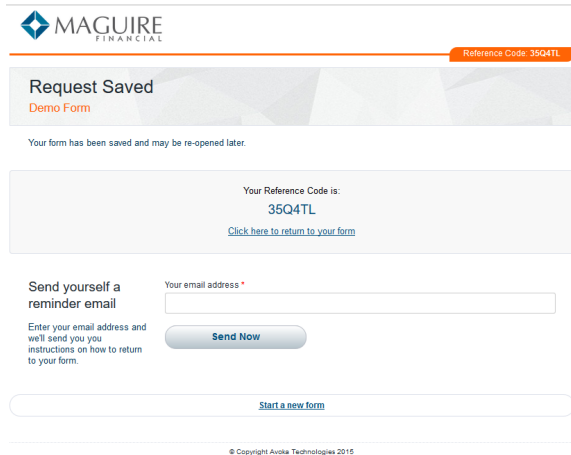 MAGUIRE
FINANCIAL
Reference Code: 35Q4TL
Request Saved
Demo Form
Your form has been saved and may be re-opened later.
Your Reference Code is:
35Q4TL
Click here to return to your form
Send yourself a
reminder email
Your email address *
Enter your email address and
we'll send you you
instructions on how to return
to your form.
Send Now
Start a new form
© Copyright Avoka Technologies 2015